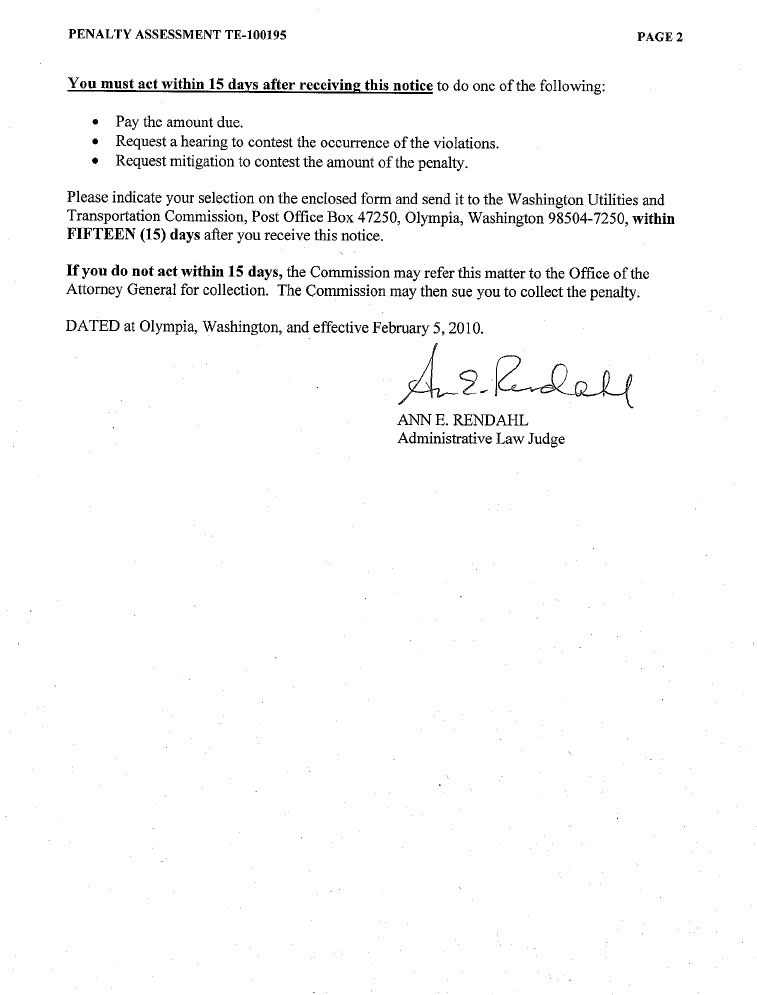 PENALTY ASSESSMENT TE-100195 PAGE 2
You must act within 15 days after receiving this notice to do one of the following:
• Pay the amount due.
• Request a hearing to contest the occurrence of the violations.
• Request mitigation to contest the amount of the penalty.
Please indicate your selection on the enclosed form and send it to the Washington Utilities and
Transportation Commission, Post Office Box 47250, Olympia, Washington 98504-7250, within
FIFTEEN (15) days after you receive this notice.
If you do not act within 15 days, the Commission may refer this matter to the Office of the
Attorney General for collection. The Commission may then sue you to collect the penalty.
DATED at Olympia, Washington, and effective February 5, 2010.
Ann E. Rendahl
ANN E. RENDAHL
Administrative Law Judge